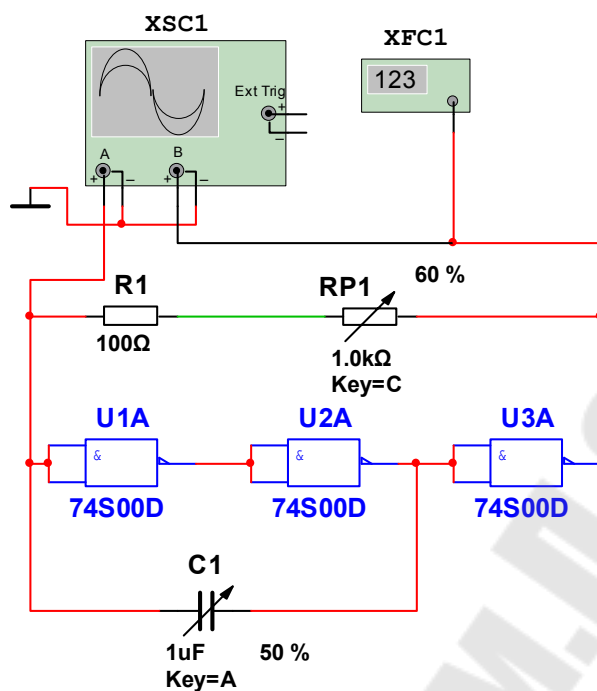 XSC1
XFC1
123
Ext Trig
+
–
A
B
+
–
+
–
60 %
R1
RP1
100Ω
1.0kΩ
Key=C
U1A
U2A
U3A
&
&
&
74S00D
74S00D
74S00D
C1
1uF
50 %
Key=A